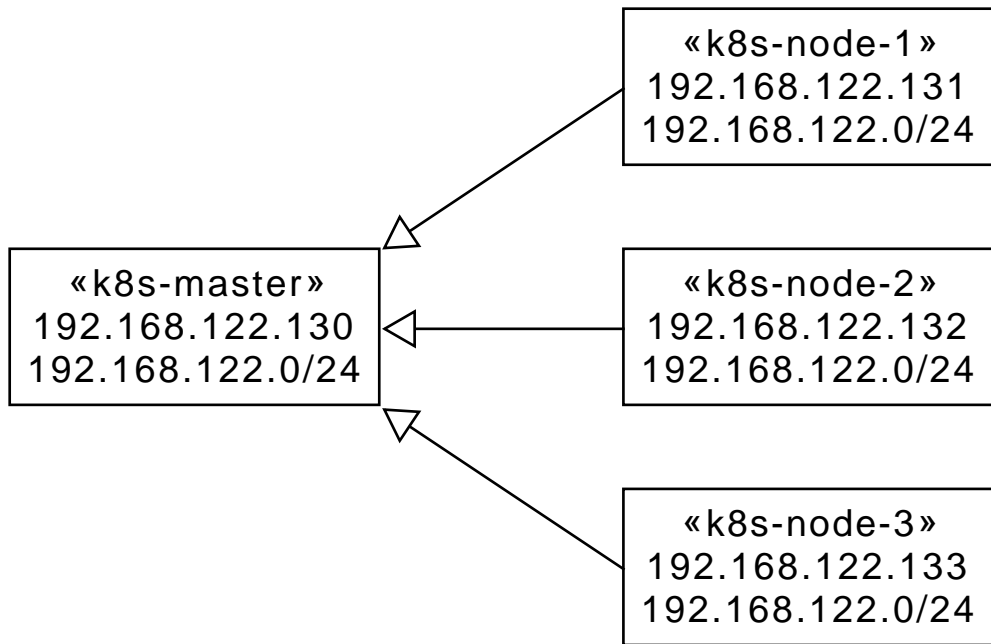 «k8s-node-1»
192.168.122.131
192.168.122.0/24
«k8s-master»
192.168.122.130
192.168.122.0/24
«k8s-node-2»
192.168.122.132
192.168.122.0/24
«k8s-node-3»
192.168.122.133
192.168.122.0/24